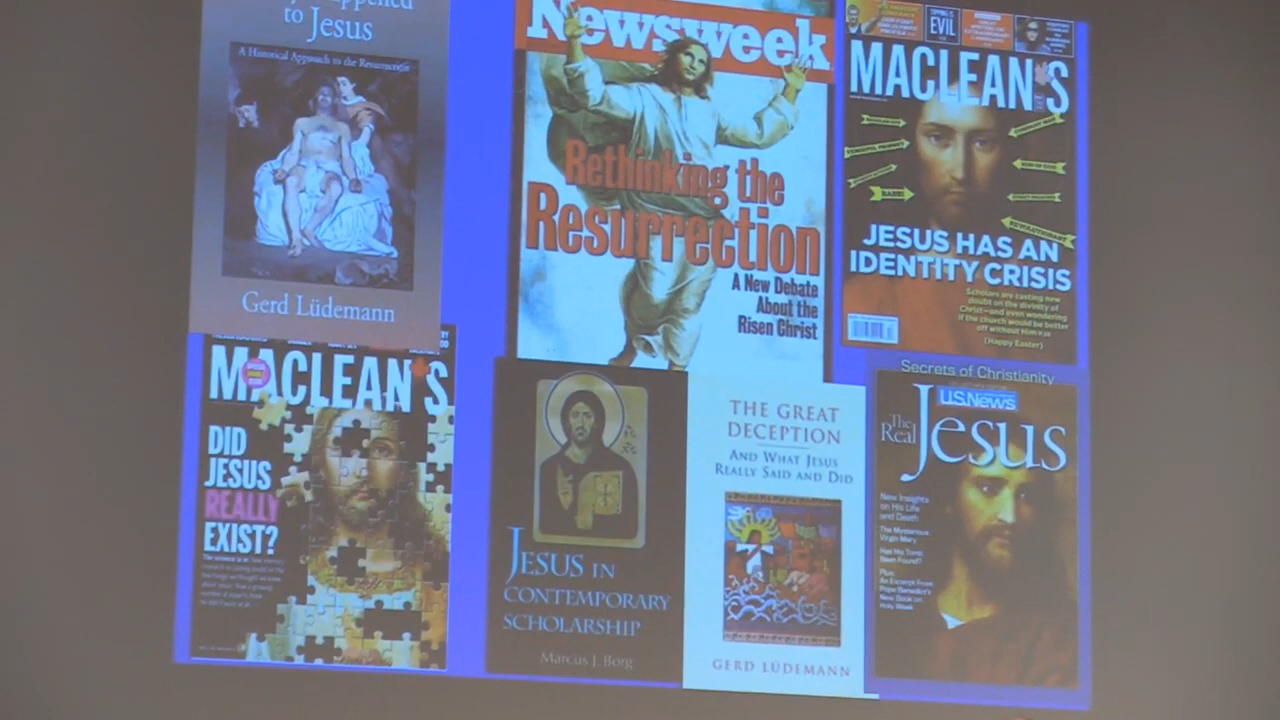 to Jesus
A Historical Approach to the Resurrection
Gerd Lüdemann
Newsweek
Rethinking the
Resurrection
A New Debate
About the
Risen Christ
EVIL
MACLEAN'S
JESUS HAS AN
IDENTITY CRISIS
Scholars are casting new
doubt on the divinity of
Christ—and even wondering
if the church would be better
off without Him
(Happy Easter)
MACLEAN'S
DID
JESUS
REALLY
EXIST?
JESUS IN
CONTEMPORARY
SCHOLARSHIP
Marcus J. Borg
THE GREAT
DECEPTION
AND WHAT JESUS
REALLY SAID AND DID
GERD LÜDEMANN
Secrets of Christianity
U.S.News
The Real Jesus
New Insights
on His Life
and Death
The Mysterious
Virgin Mary
Has His Tomb
Been Found?
Plus:
An Excerpt From
Pope Benedict's
New Book on
Holy Week